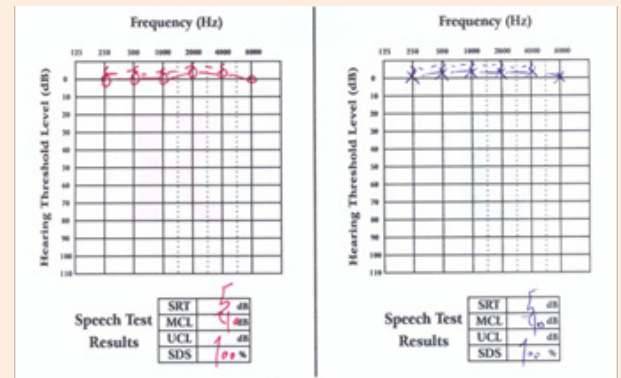 Frequency (Hz)
125 250 500 1000 2000 4000 8000
Hearing Threshold Level (dB)
0
10
20
30
40
50
60
70
80
90
100
110
Speech Test Results
SRT 5 dB
MCL 40 dB
UCL dB
SDS 100 %
Frequency (Hz)
125 250 500 1000 2000 4000 8000
Hearing Threshold Level (dB)
0
10
20
30
40
50
60
70
80
90
100
110
Speech Test Results
SRT 5 dB
MCL 40 dB
UCL dB
SDS 100 %